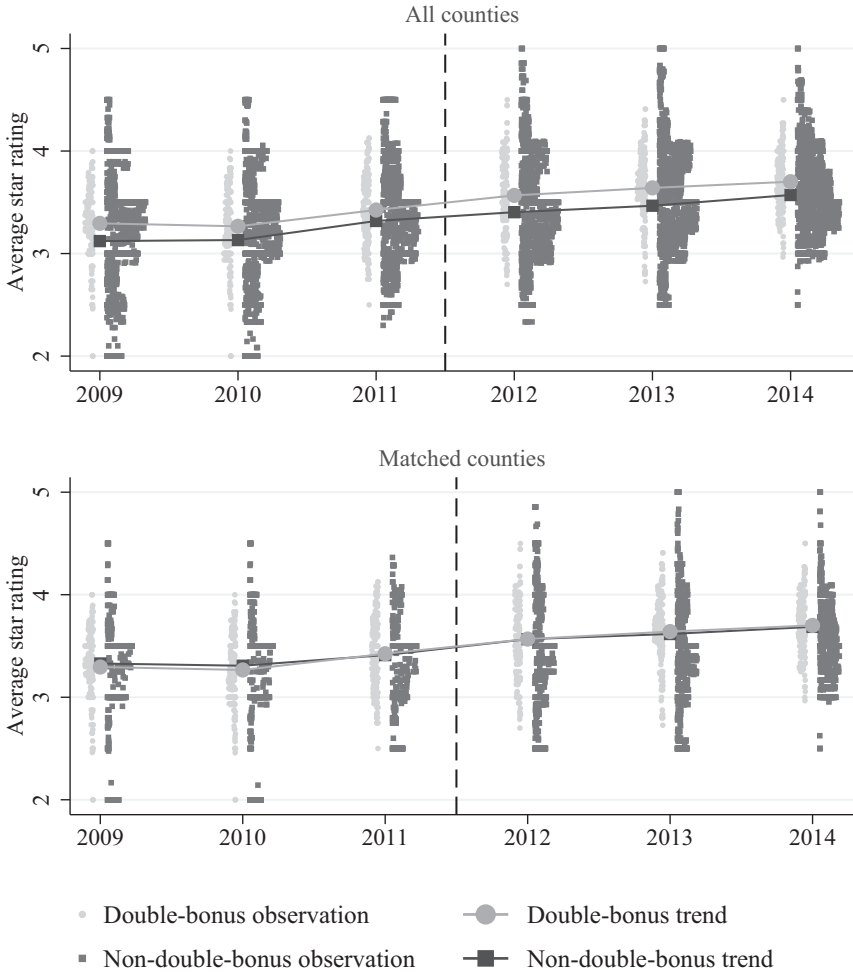 All counties
Average star rating
5
4
3
2
2009 2010 2011 2012 2013 2014
Matched counties
Average star rating
5
4
3
2
2009 2010 2011 2012 2013 2014
Double-bonus observation Double-bonus trend
Non-double-bonus observation Non-double-bonus trend